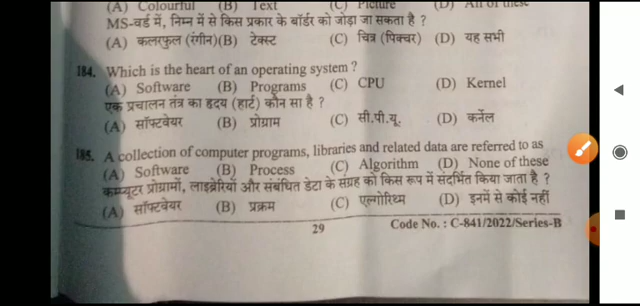 (A) Colourful (B) Text (C) Picture (D) All of these
MS-वर्ड में, निम्न में से किस प्रकार के बॉर्डर को जोड़ा जा सकता है ?
(A) कलरफुल (रंगीन)(B) टेक्स्ट (C) चित्र (पिक्चर) (D) यह सभी
184. Which is the heart of an operating system ?
(A) Software (B) Programs (C) CPU (D) Kernel
एक प्रचालन तंत्र का हृदय (हार्ट) कौन सा है ?
(A) सॉफ्टवेयर (B) प्रोग्राम (C) सी.पी.यू. (D) कर्नेल
185. A collection of computer programs, libraries and related data are referred to as
(A) Software (B) Process (C) Algorithm (D) None of these
कम्प्यूटर प्रोग्रामों, लाइब्रेरियों और संबंधित डेटा के संग्रह को किस रूप में संदर्भित किया जाता है ?
(A) सॉफ्टवेयर (B) प्रक्रम (C) एल्गोरिथ्म (D) इनमें से कोई नहीं
29 Code No. : C-841/2022/Series-B